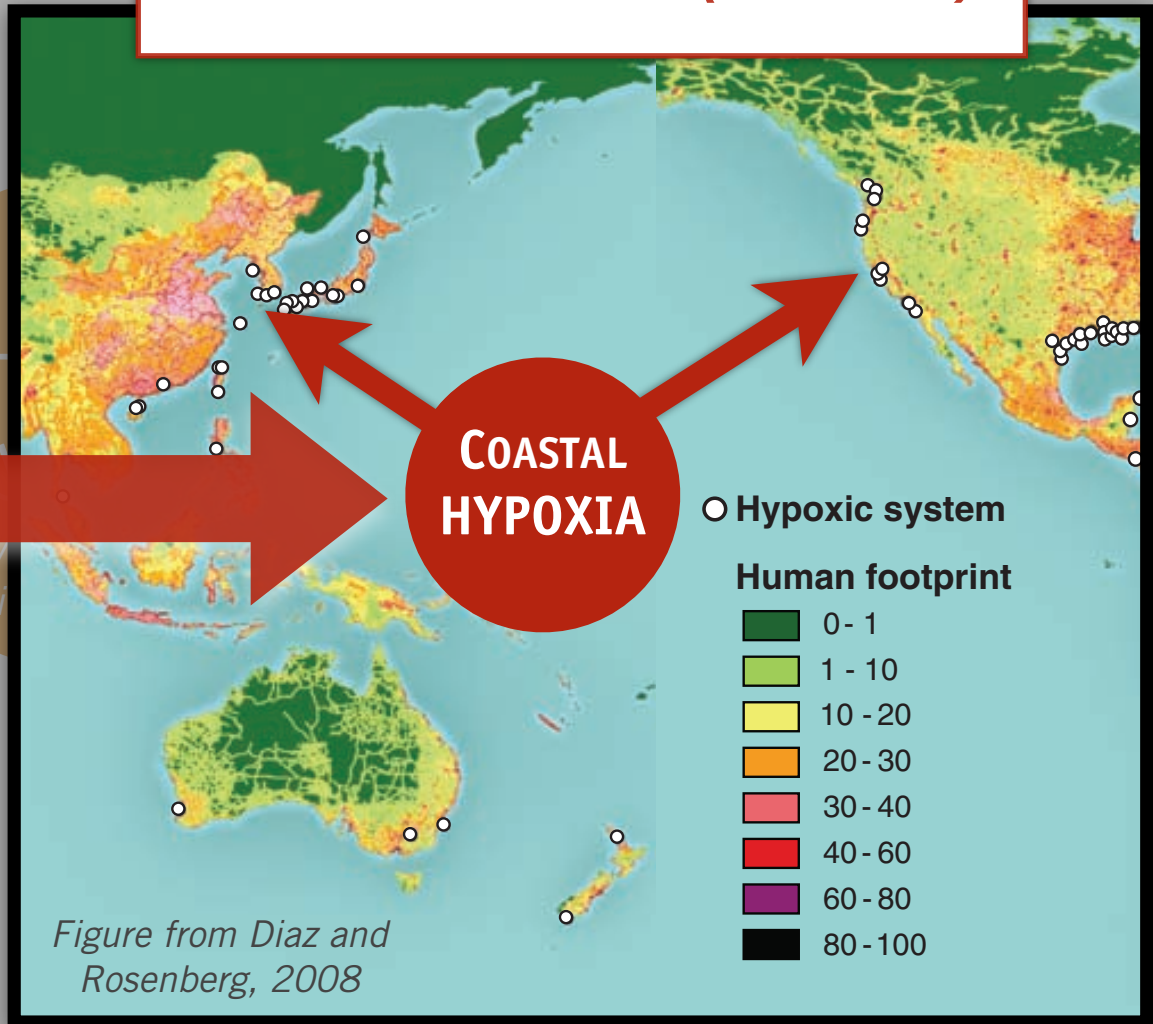 COASTAL
HYPOXIA
Hypoxic system
Human footprint
0 - 1
1 - 10
10 - 20
20 - 30
30 - 40
40 - 60
60 - 80
80 - 100
Figure from Diaz and
Rosenberg, 2008